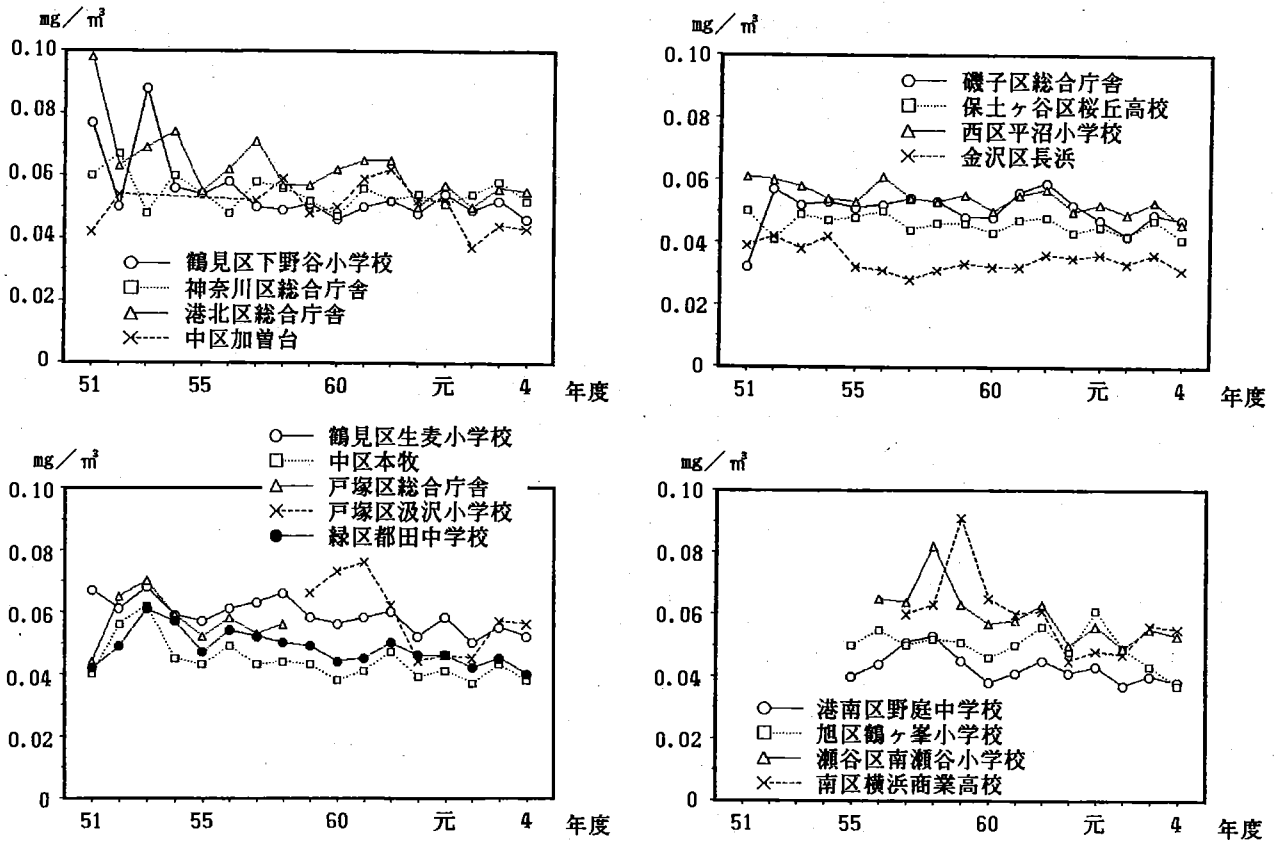 mg/m³
0.10
0.08
0.06
0.04
0.02
0
鶴見区下野谷小学校
神奈川区総合庁舎
港北区総合庁舎
中区加曽台
51 55 60 元 4 年度
mg/m³
0.10
0.08
0.06
0.04
0.02
0
磯子区総合庁舎
保土ヶ谷区桜丘高校
西区平沼小学校
金沢区長浜
51 55 60 元 4 年度
mg/m³
0.10
0.08
0.06
0.04
0.02
0
鶴見区生麦小学校
中区本牧
戸塚区総合庁舎
戸塚区汲沢小学校
緑区都田中学校
51 55 60 元 4 年度
mg/m³
0.10
0.08
0.06
0.04
0.02
0
港南区野庭中学校
旭区鶴ヶ峯小学校
瀬谷区南瀬谷小学校
南区横浜商業高校
51 55 60 元 4 年度